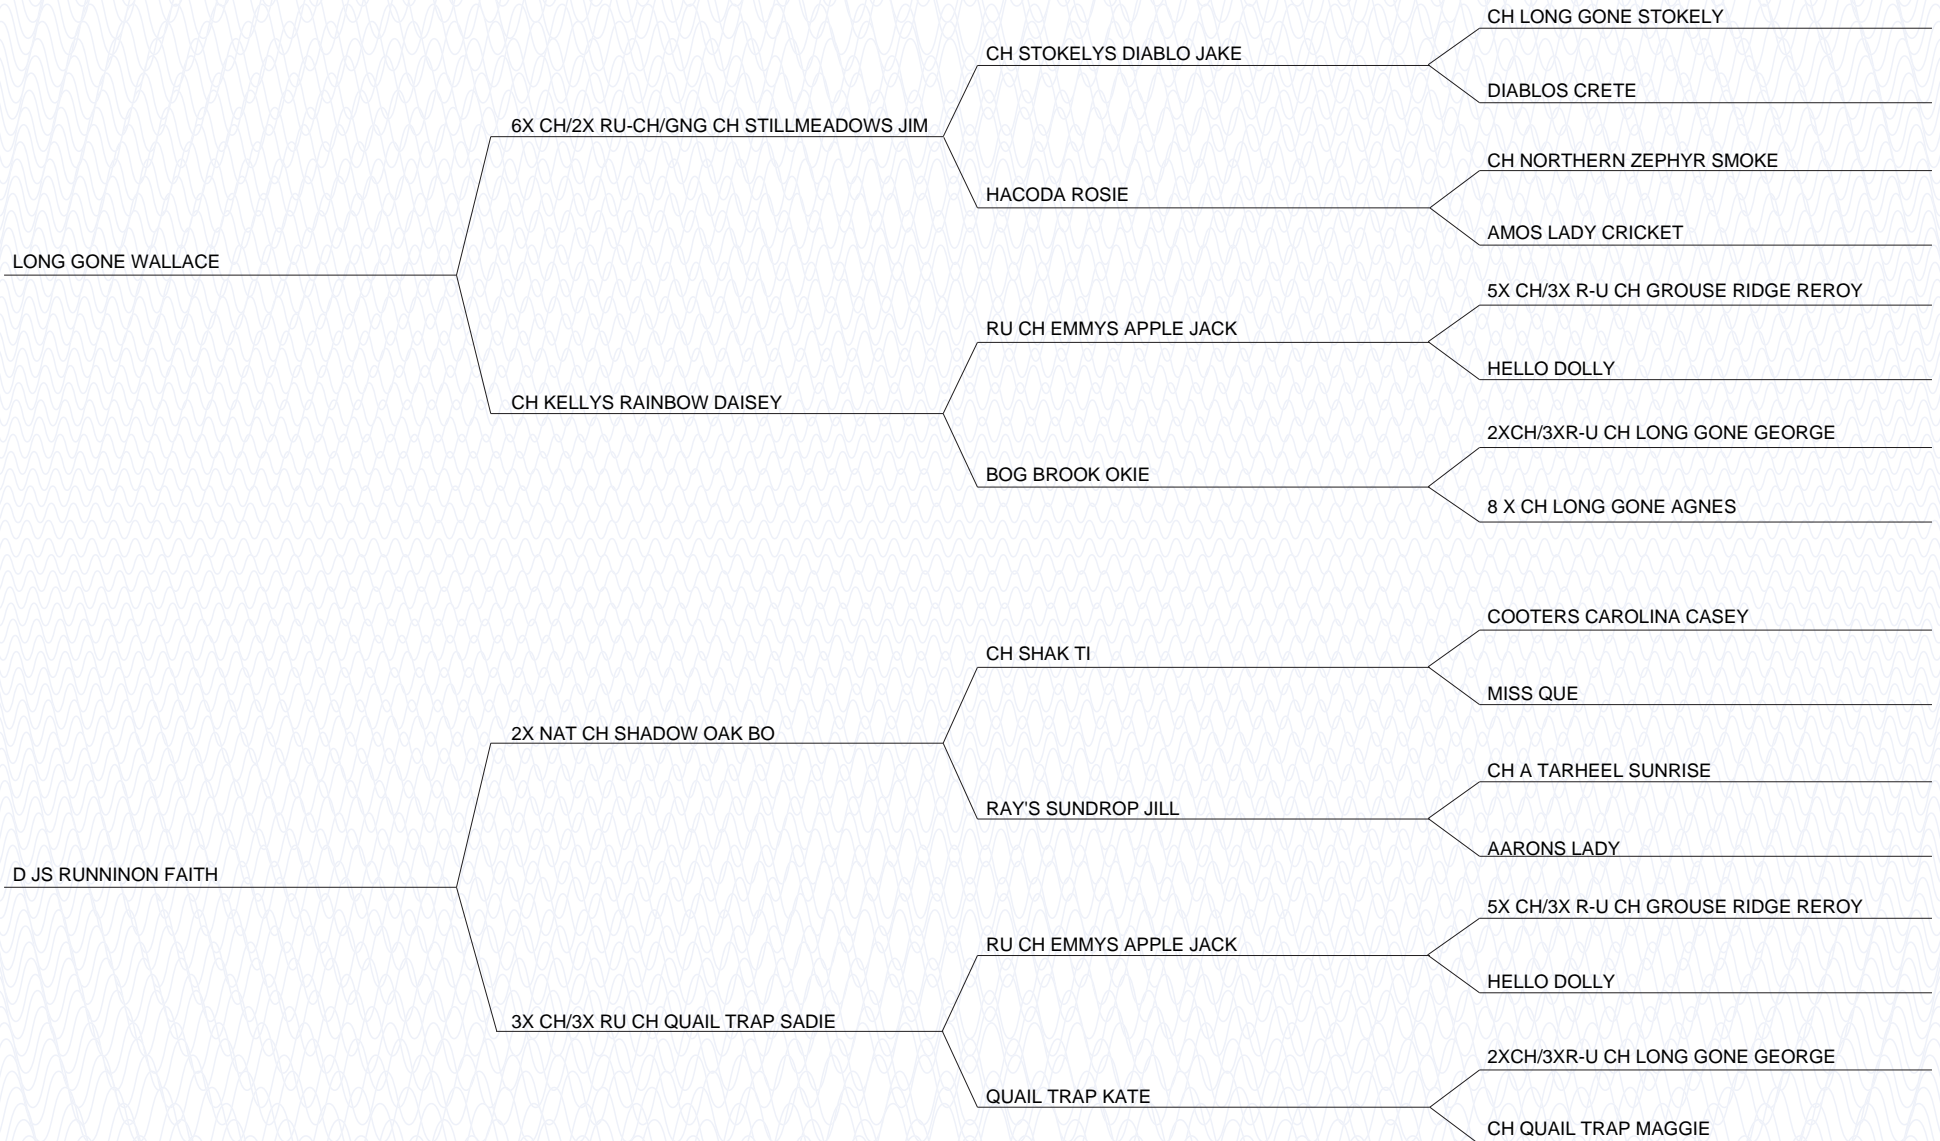 CH LONG GONE STOKELY
CH STOKELYS DIABLO JAKE
DIABLOS CRETE
6X CH/2X RU-CH/GNG CH STILLMEADOWS JIM
CH NORTHERN ZEPHYR SMOKE
HACODA ROSIE
AMOS LADY CRICKET
LONG GONE WALLACE
5X CH/3X R-U CH GROUSE RIDGE REROY
RU CH EMMYS APPLE JACK
HELLO DOLLY
CH KELLYS RAINBOW DAISEY
2XCH/3XR-U CH LONG GONE GEORGE
BOG BROOK OKIE
8 X CH LONG GONE AGNES
COOTERS CAROLINA CASEY
CH SHAK TI
MISS QUE
2X NAT CH SHADOW OAK BO
CH A TARHEEL SUNRISE
RAY'S SUNDROP JILL
AARONS LADY
D JS RUNNINON FAITH
5X CH/3X R-U CH GROUSE RIDGE REROY
RU CH EMMYS APPLE JACK
HELLO DOLLY
3X CH/3X RU CH QUAIL TRAP SADIE
2XCH/3XR-U CH LONG GONE GEORGE
QUAIL TRAP KATE
CH QUAIL TRAP MAGGIE